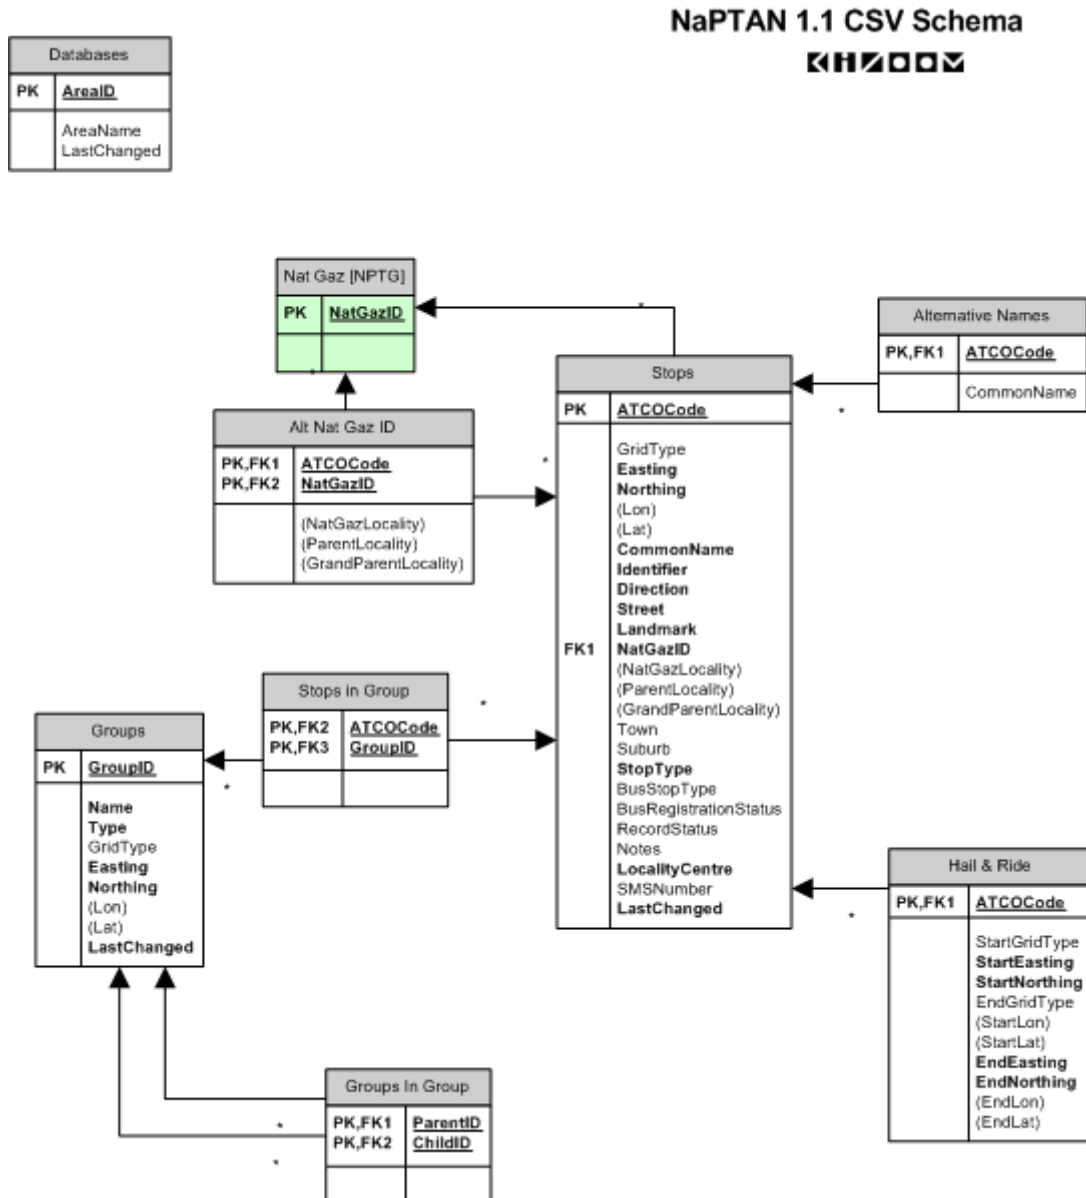 NaPTAN 1.1 CSV Schema
KIZOOM
Databases
PK AreaID
AreaName
LastChanged
Nat Gaz [NPTG]
PK NatGazID
*
*
Alternative Names
PK,FK1 ATCOCode
CommonName
*
Stops
PK ATCOCode
GridType
Easting
Northing
(Lon)
(Lat)
CommonName
Identifier
Direction
Street
Landmark
FK1 NatGazID
(NatGazLocality)
(ParentLocality)
(GrandParentLocality)
Town
Suburb
StopType
BusStopType
BusRegistrationStatus
RecordStatus
Notes
LocalityCentre
SMSNumber
LastChanged
Alt Nat Gaz ID
PK,FK1 ATCOCode
PK,FK2 NatGazID
(NatGazLocality)
(ParentLocality)
(GrandParentLocality)
*
Stops in Group
PK,FK2 ATCOCode
PK,FK3 GroupID
*
*
Groups
PK GroupID
Name
Type
GridType
Easting
Northing
(Lon)
(Lat)
LastChanged
Hail & Ride
PK,FK1 ATCOCode
StartGridType
StartEasting
StartNorthing
EndGridType
(StartLon)
(StartLat)
EndEasting
EndNorthing
(EndLon)
(EndLat)
*
Groups In Group
PK,FK1 ParentID
PK,FK2 ChildID
*
*